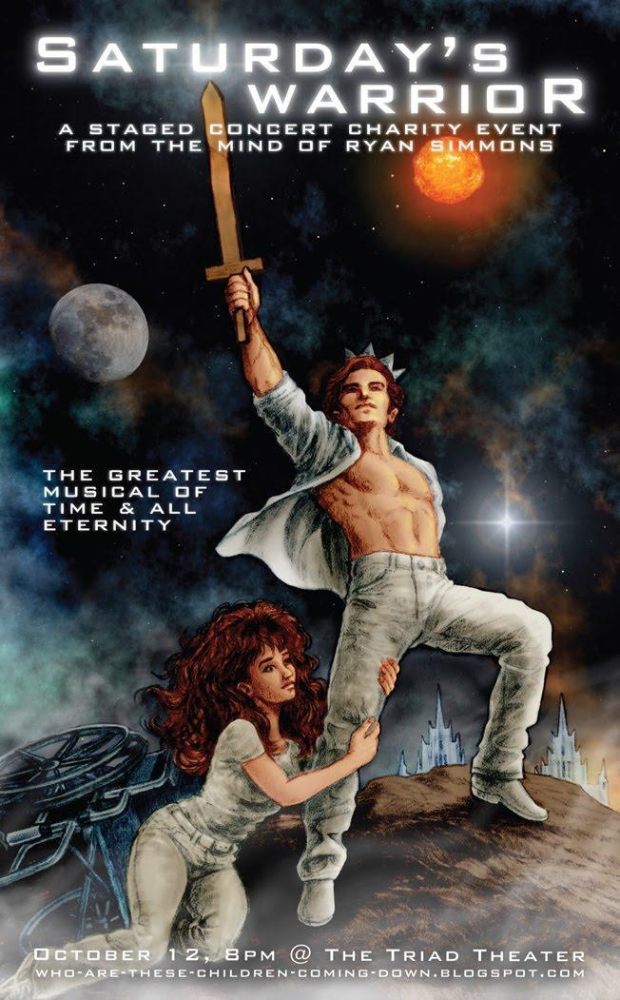 SATURDAY'S
WARRIOR
A STAGED CONCERT CHARITY EVENT
FROM THE MIND OF RYAN SIMMONS
THE GREATEST
MUSICAL OF
TIME & ALL
ETERNITY
OCTOBER 12, 8PM @ THE TRIAD THEATER
WHO-ARE-THESE-CHILDREN-COMING-DOWN.BLOGSPOT.COM